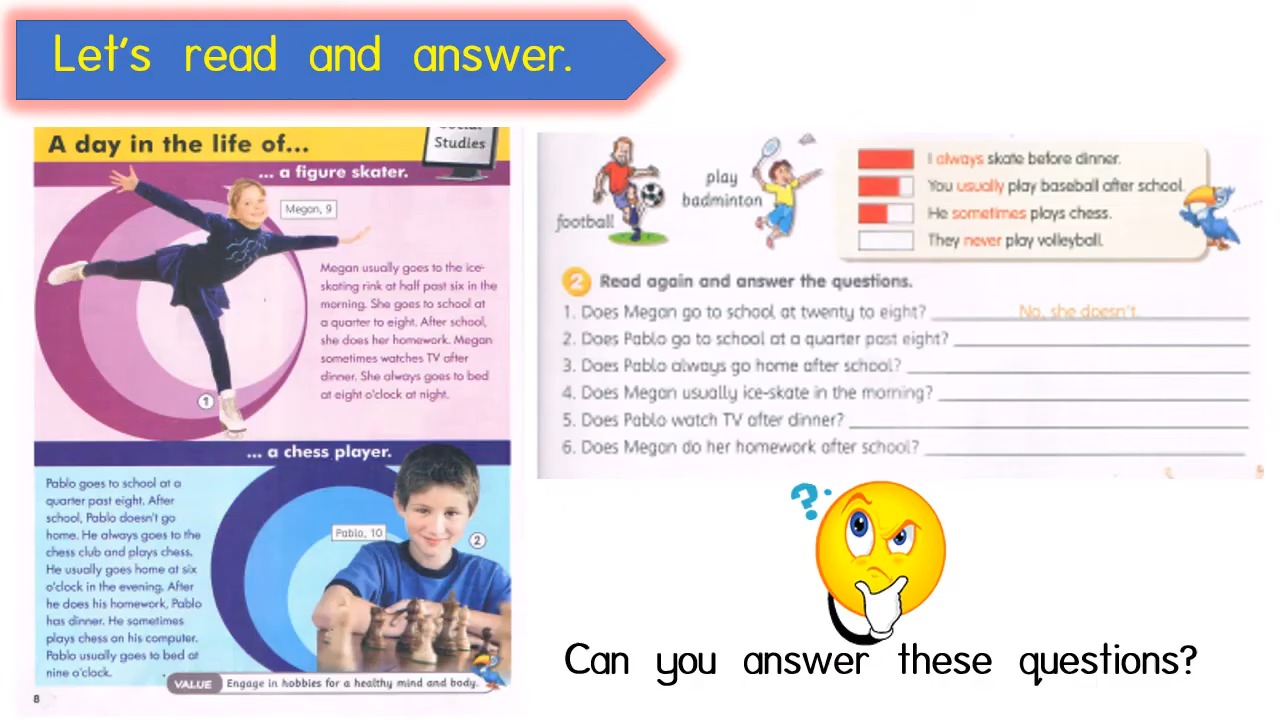 Let's read and answer.
A day in the life of...
Social
Studies
... a figure skater.
Megan, 9
Megan usually goes to the ice-
skating rink at half past six in the
morning. She goes to school at
a quarter to eight. After school,
she does her homework. Megan
sometimes watches TV after
dinner. She always goes to bed
at eight o'clock at night.
1
... a chess player.
Pablo goes to school at a
quarter past eight. After
school, Pablo doesn't go
home. He always goes to the
chess club and plays chess.
He usually goes home at six
o'clock in the evening. After
he does his homework, Pablo
has dinner. He sometimes
plays chess on his computer.
Pablo usually goes to bed at
nine o'clock.
Pablo, 10
2
VALUE Engage in hobbies for a healthy mind and body.
8
football
play
badminton
I always skate before dinner.
You usually play baseball after school.
He sometimes plays chess.
They never play volleyball.
2 Read again and answer the questions.
1. Does Megan go to school at twenty to eight? No, she doesn't.
2. Does Pablo go to school at a quarter past eight?
3. Does Pablo always go home after school?
4. Does Megan usually ice-skate in the morning?
5. Does Pablo watch TV after dinner?
6. Does Megan do her homework after school?
?
Can you answer these questions?